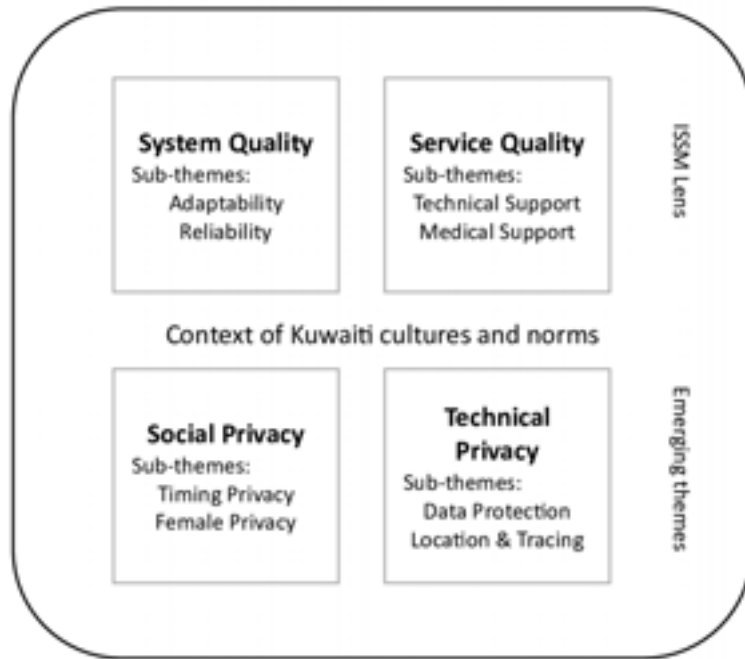 System Quality
Sub-themes:
Adaptability
Reliability
Service Quality
Sub-themes:
Technical Support
Medical Support
ISSM Lens
Context of Kuwaiti cultures and norms
Social Privacy
Sub-themes:
Timing Privacy
Female Privacy
Technical
Privacy
Sub-themes:
Data Protection
Location & Tracing
Emerging themes